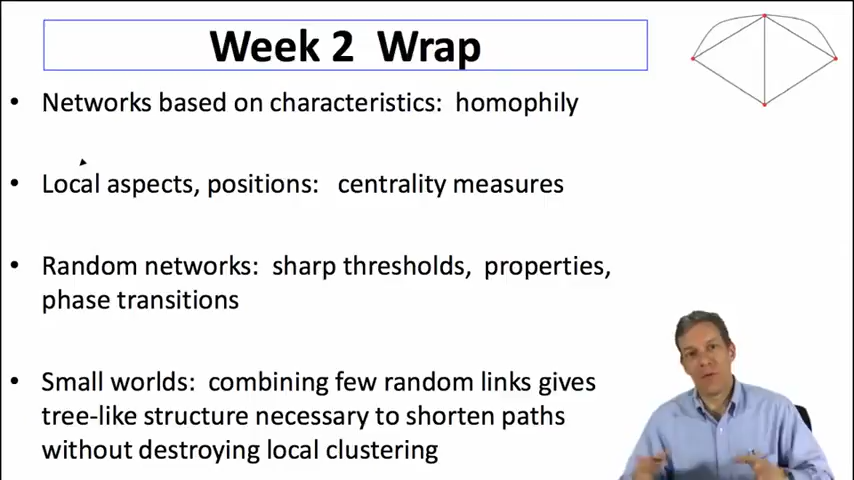 Week 2 Wrap
• Networks based on characteristics: homophily
• Local aspects, positions: centrality measures
• Random networks: sharp thresholds, properties,
phase transitions
• Small worlds: combining few random links gives
tree-like structure necessary to shorten paths
without destroying local clustering